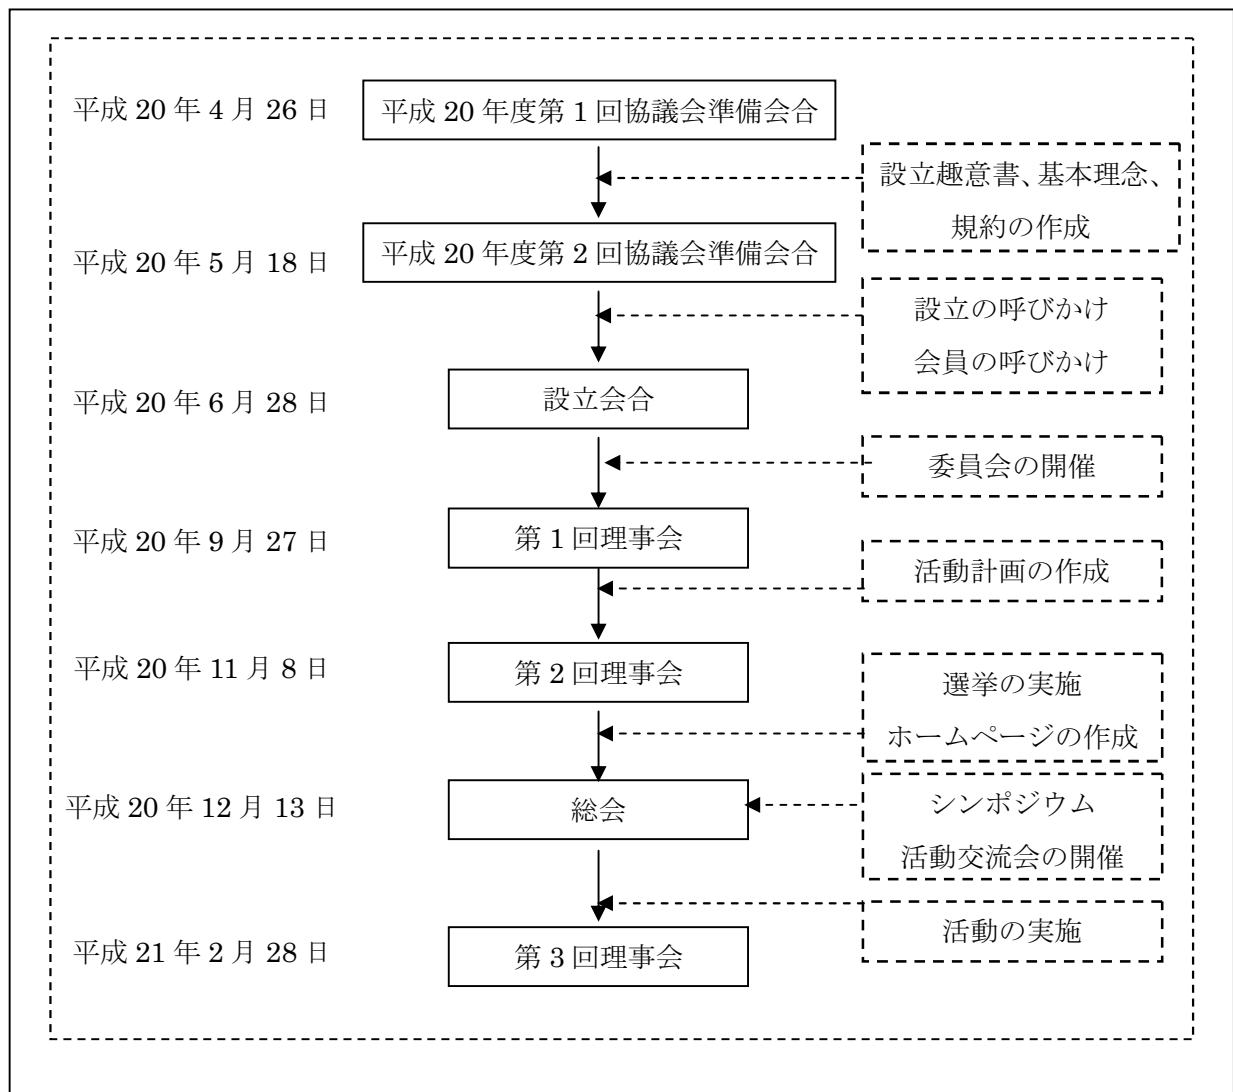 平成 20 年 4 月 26 日
平成 20 年度第 1 回協議会準備会合
設立趣意書、基本理念、
規約の作成
平成 20 年 5 月 18 日
平成 20 年度第 2 回協議会準備会合
設立の呼びかけ
会員の呼びかけ
平成 20 年 6 月 28 日
設立会合
委員会の開催
平成 20 年 9 月 27 日
第 1 回理事会
活動計画の作成
平成 20 年 11 月 8 日
第 2 回理事会
選挙の実施
ホームページの作成
平成 20 年 12 月 13 日
総会
シンポジウム
活動交流会の開催
活動の実施
平成 21 年 2 月 28 日
第 3 回理事会